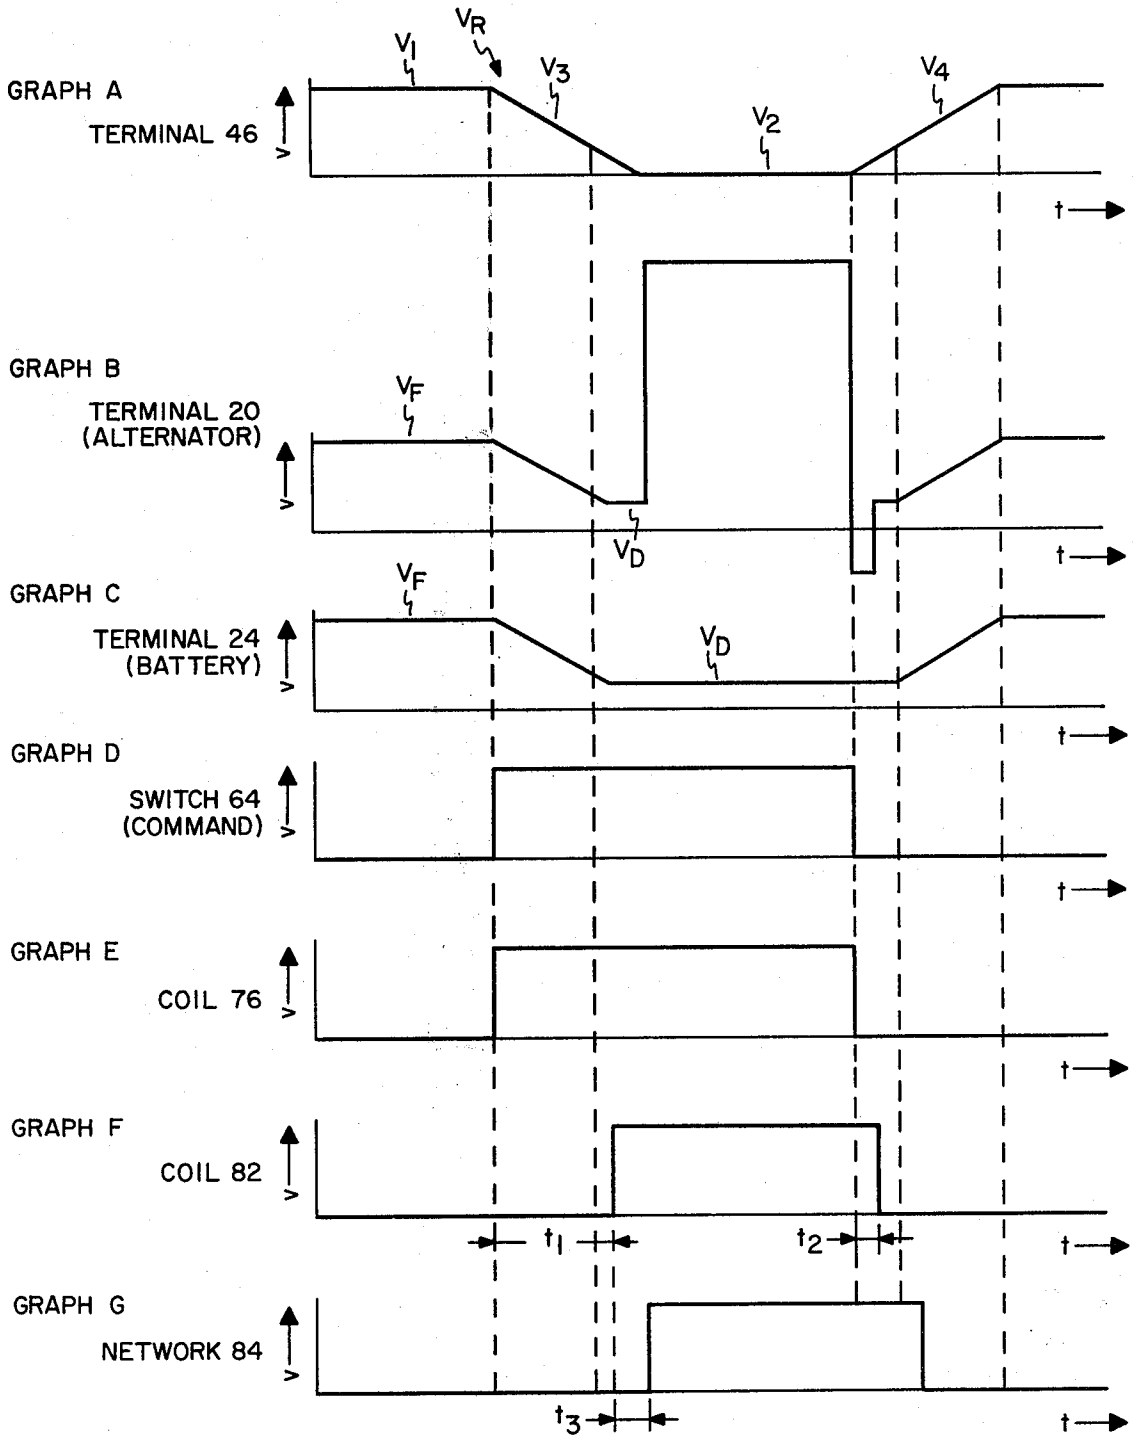 VR
V1
V3
V4
GRAPH A
V2
TERMINAL 46
V
t
GRAPH B
VF
TERMINAL 20
(ALTERNATOR)
V
VD
t
GRAPH C
VF
TERMINAL 24
(BATTERY)
VD
V
t
GRAPH D
SWITCH 64
(COMMAND)
V
t
GRAPH E
COIL 76
V
t
GRAPH F
COIL 82
V
t1
t2
t
GRAPH G
NETWORK 84
V
t3
t